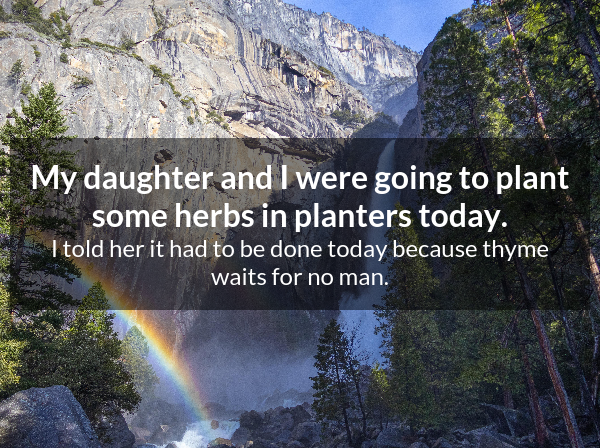 My daughter and I were going to plant
some herbs in planters today.
I told her it had to be done today because thyme
waits for no man.